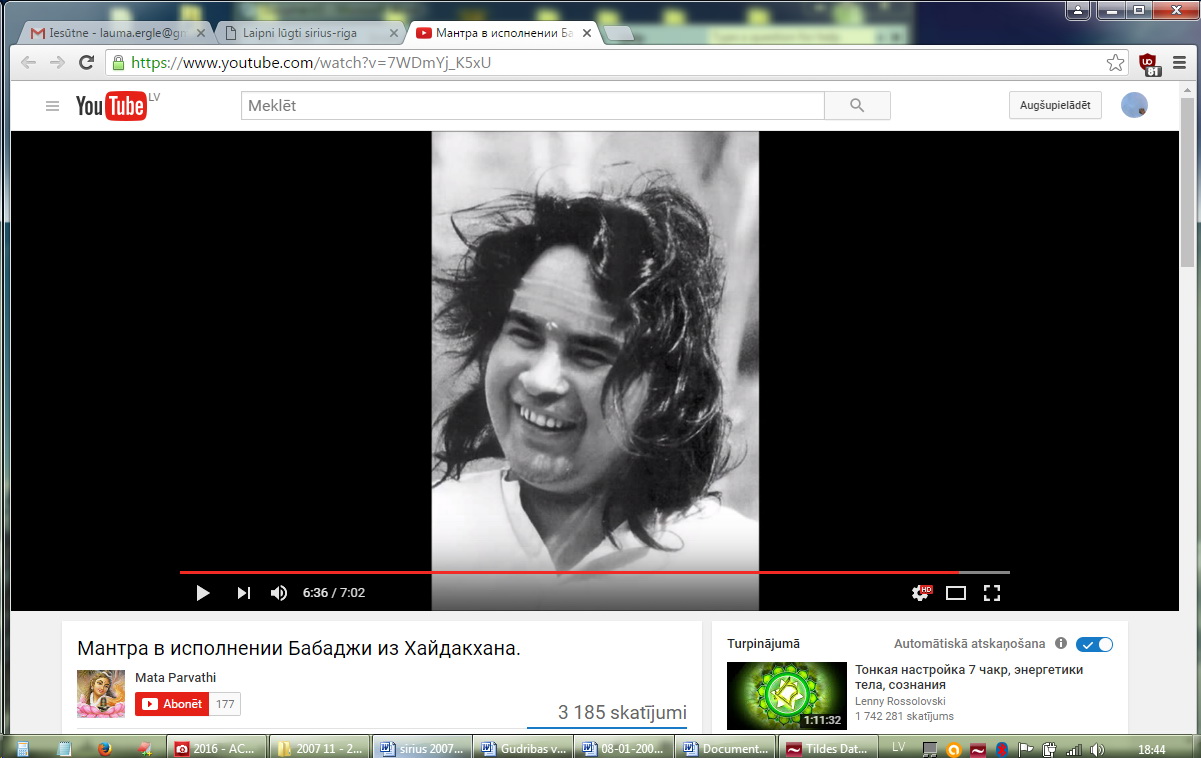 Iesūtne - lauma.ergle@gm
Laipni lūgti sirius-riga
Мантра в исполнении Ба
https://www.youtube.com/watch?v=7WDmYj_K5xU
81
YouTube LV
Meklēt
Augšupielādēt
6:36 / 7:02
HD
Мантра в исполнении Бабаджи из Хайдакхана.
Mata Parvathi
Abonēt 177
3 185 skatījumi
Turpinājumā
Automātiskā atskaņošana
Тонкая настройка 7 чакр, энергетики
тела, сознания
Lenny Rossolovski
1 742 281 skatījums
1:11:32
2016 - AC...
2007 11 - 2...
sirius 2007...
Gudribas v...
08-01-200...
Document...
Tildes Dat...
LV
18:44